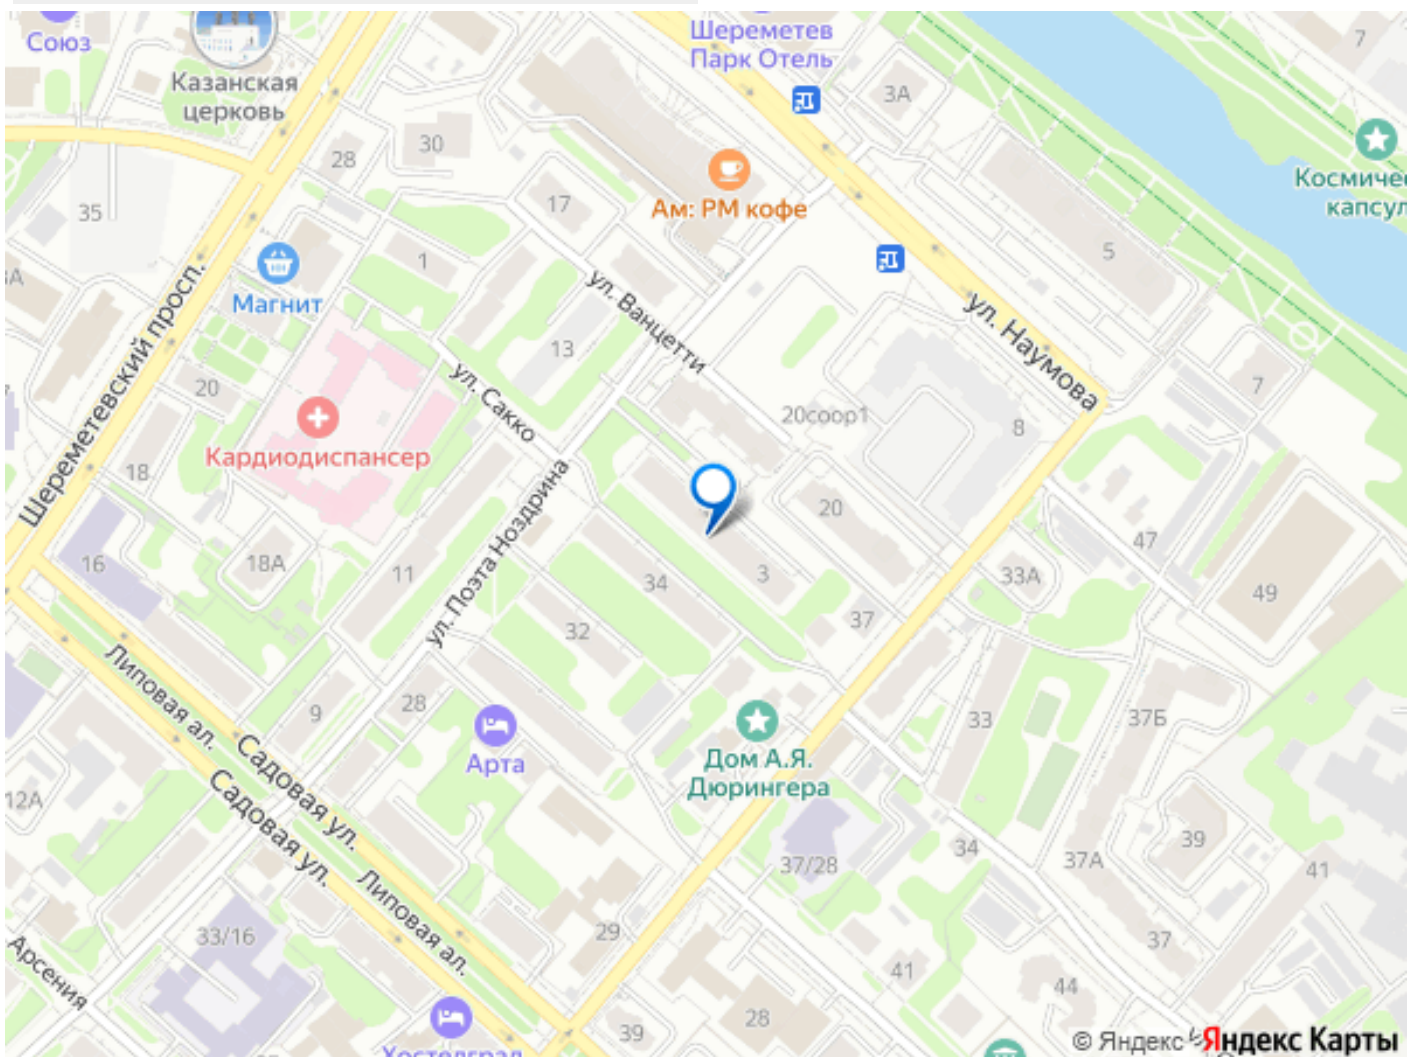 Союз
Казанская
церковь
Шереметев
Парк Отель
3А
7
30
28
Космичес
капсул
Ам: РМ кофе
17
35
1
5
3А
Магнит
ул. Ванцетти
ул. Наумова
13
Шереметевский просп.
20
ул. Сакко
7
20соор1
8
Кардиодиспансер
18
ул. Поэта Ноздрина
20
47
16
18А
11
34
3
33А
49
32
37
Липовая ал.
9
28
Арта
Дом А.Я.
Дюрингера
33
37Б
12А
Садовая ул.
Садовая ул.
37/28
34
37А
39
41
Липовая ал.
33/16
29
37
Арсения
41
44
39
28
Хостелград
© Яндекс
Яндекс Карты